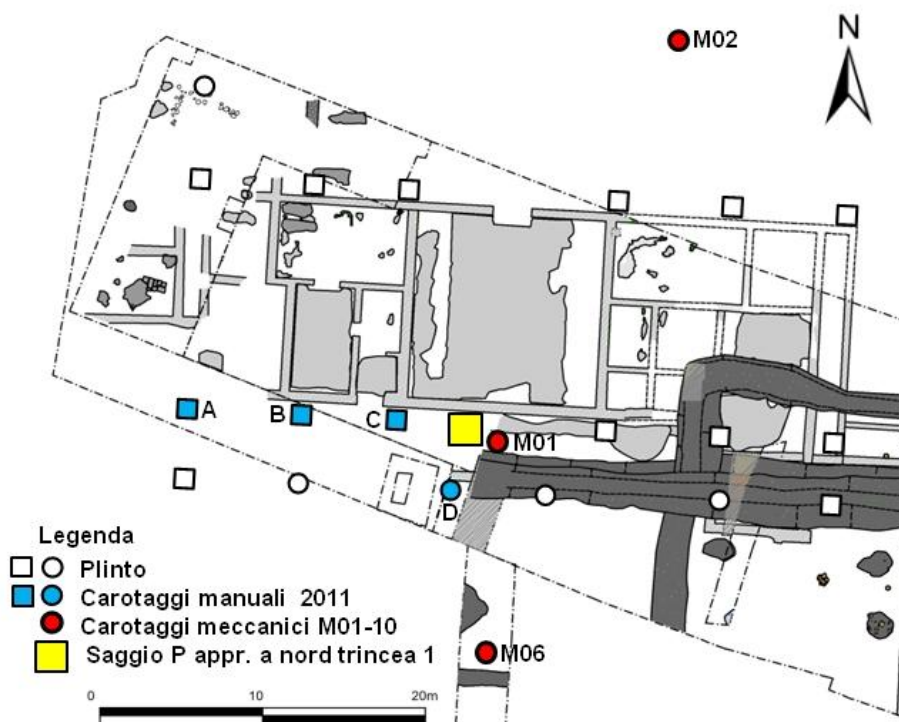 M02
N
A
B
C
M01
D
Legenda
Plinto
Carotaggi manuali 2011
Carotaggi meccanici M01-10
Saggio P appr. a nord trincea 1
M06
0 10 20m